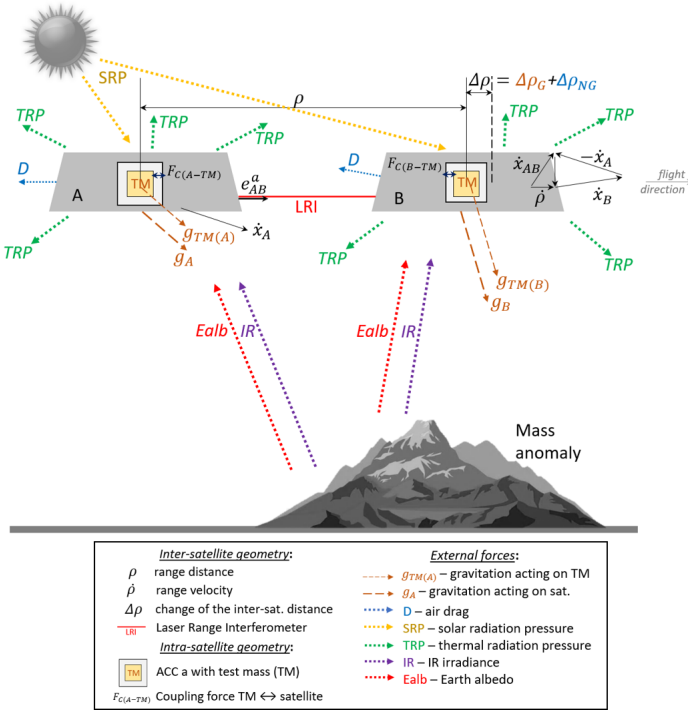 SRP
Δρ = Δρ_G+Δρ_NG
ρ
TRP
TRP
TRP
TRP
TRP
D
TM
F_C(A−TM)
A
e^a_AB
LRI
ẋ_A
g_TM(A)
g_A
TRP
D
F_C(B−TM)
TM
B
ẋ_AB
−ẋ_A
ρ̇
ẋ_B
flight
direction
TRP
TRP
g_TM(B)
g_B
Ealb
IR
Ealb
IR
Mass
anomaly
Inter-satellite geometry:
ρ range distance
ρ̇ range velocity
Δρ change of the inter-sat. distance
LRI Laser Range Interferometer
Intra-satellite geometry:
TM ACC a with test mass (TM)
F_C(A−TM) Coupling force TM ↔ satellite
External forces:
g_TM(A) – gravitation acting on TM
g_A – gravitation acting on sat.
D – air drag
SRP – solar radiation pressure
TRP – thermal radiation pressure
IR – IR irradiance
Ealb – Earth albedo